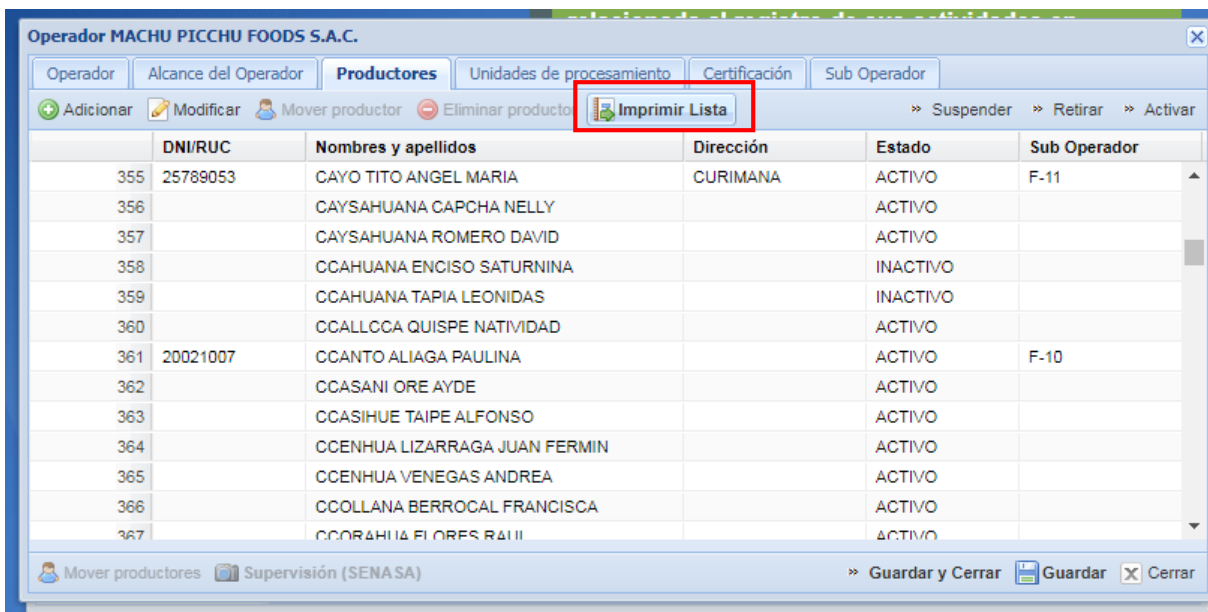 Operador MACHU PICCHU FOODS S.A.C.
Operador Alcance del Operador Productores Unidades de procesamiento Certificación Sub Operador
Adicionar Modificar Mover productor Eliminar productor Imprimir Lista » Suspender » Retirar » Activar
DNI/RUC Nombres y apellidos Dirección Estado Sub Operador
355 25789053 CAYO TITO ANGEL MARIA CURIMANA ACTIVO F-11
356 CAYSAHUANA CAPCHA NELLY ACTIVO
357 CAYSAHUANA ROMERO DAVID ACTIVO
358 CCAHUANA ENCISO SATURNINA INACTIVO
359 CCAHUANA TAPIA LEONIDAS INACTIVO
360 CCALLCCA QUISPE NATIVIDAD ACTIVO
361 20021007 CCANTO ALIAGA PAULINA ACTIVO F-10
362 CCASANI ORE AYDE ACTIVO
363 CCASIHUE TAIPE ALFONSO ACTIVO
364 CCENHUA LIZARRAGA JUAN FERMIN ACTIVO
365 CCENHUA VENEGAS ANDREA ACTIVO
366 CCOLLANA BERROCAL FRANCISCA ACTIVO
367 CCORAHUA FLORES RAUL ACTIVO
Mover productores Supervisión (SENASA) » Guardar y Cerrar Guardar Cerrar